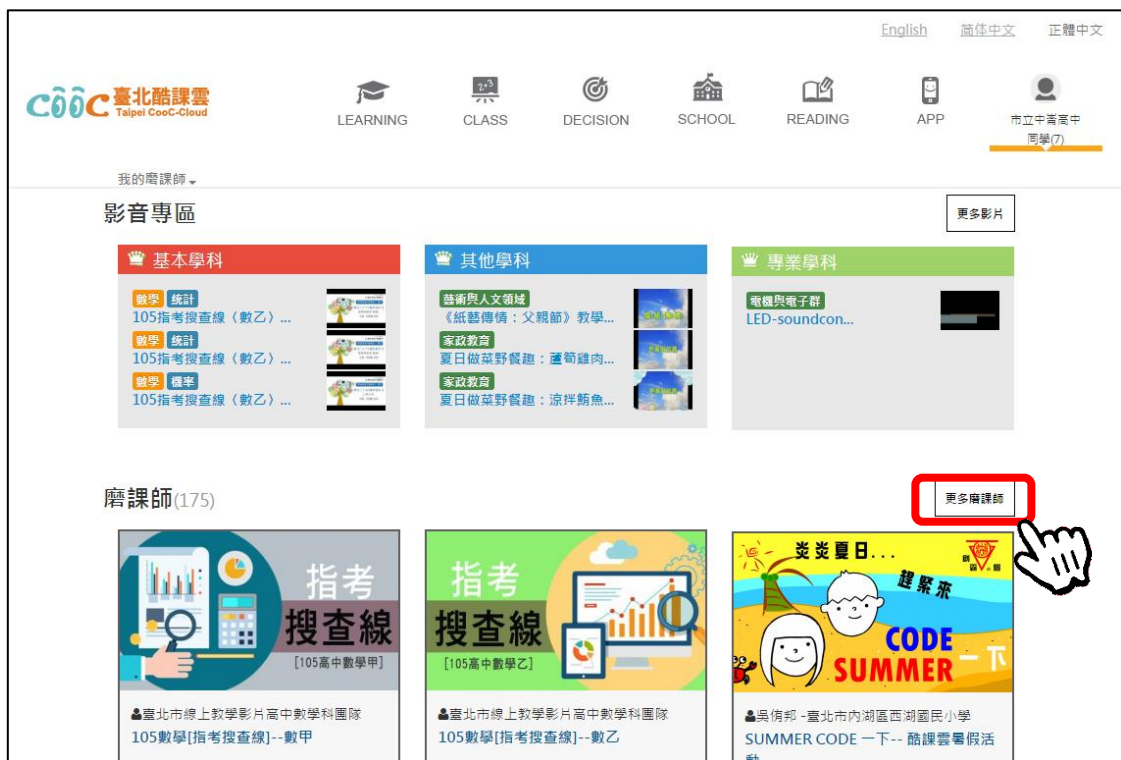 English 简体中文 正體中文
CooC 臺北酷課雲
Taipei CooC-Cloud
LEARNING CLASS DECISION SCHOOL READING APP
市立中崙高中
同學(7)
我的磨課師
影音專區
更多影片
基本學科
數學 統計
105指考搜查線〈數乙〉...
數學 統計
105指考搜查線〈數乙〉...
數學 機率
105指考搜查線〈數乙〉...
其他學科
藝術與人文領域
《紙藝傳情：父親節》教學...
家政教育
夏日做菜野餐趣：蘆筍雞肉...
家政教育
夏日做菜野餐趣：涼拌鮪魚...
專業學科
電機與電子群
LED-soundcon...
磨課師(175)
更多磨課師
指考
搜查線
[105高中數學甲]
臺北市線上教學影片高中數學科團隊
105數學[指考搜查線]--數甲
指考
搜查線
[105高中數學乙]
臺北市線上教學影片高中數學科團隊
105數學[指考搜查線]--數乙
炎炎夏日...
趕緊來
CODE
一下
SUMMER
吳侑邦 -臺北市內湖區西湖國民小學
SUMMER CODE 一下-- 酷課雲暑假活